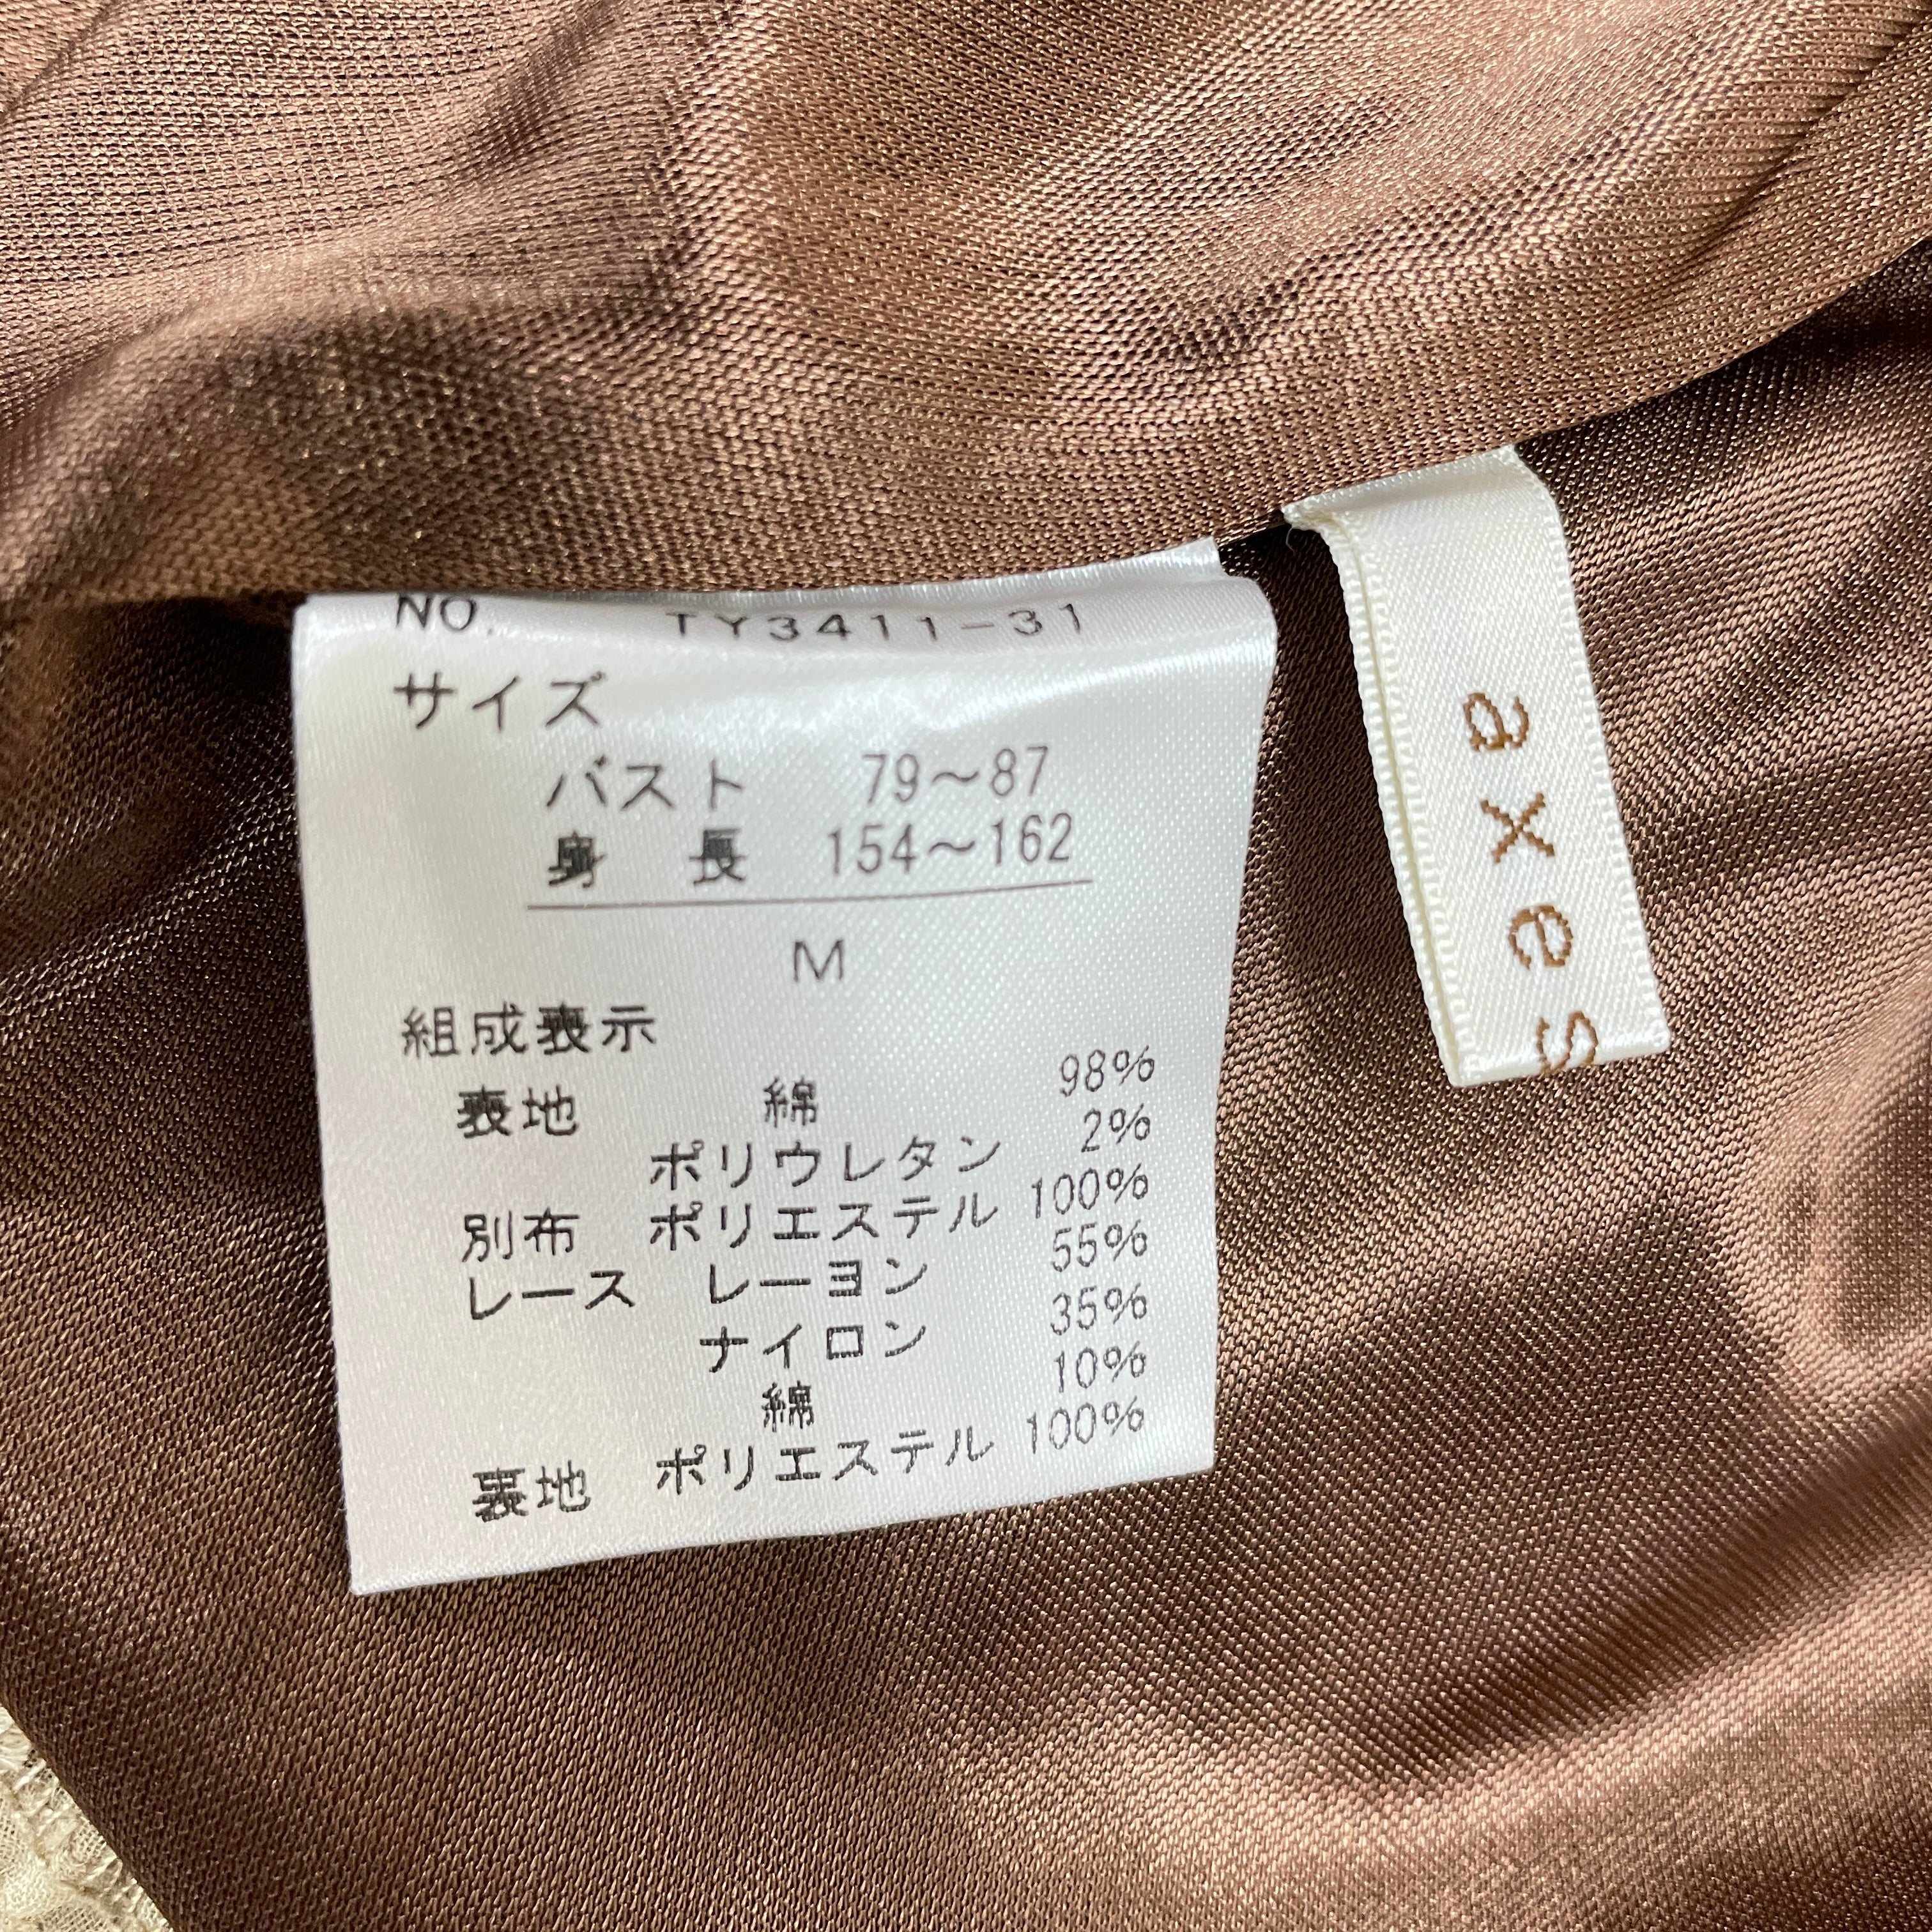 NO. TY3411-31
サイズ
バスト 79～87
身長 154～162
M
組成表示
表地 綿 98%
ポリウレタン 2%
別布 ポリエステル 100%
レース レーヨン 55%
ナイロン 35%
綿 10%
裏地 ポリエステル 100%
axes